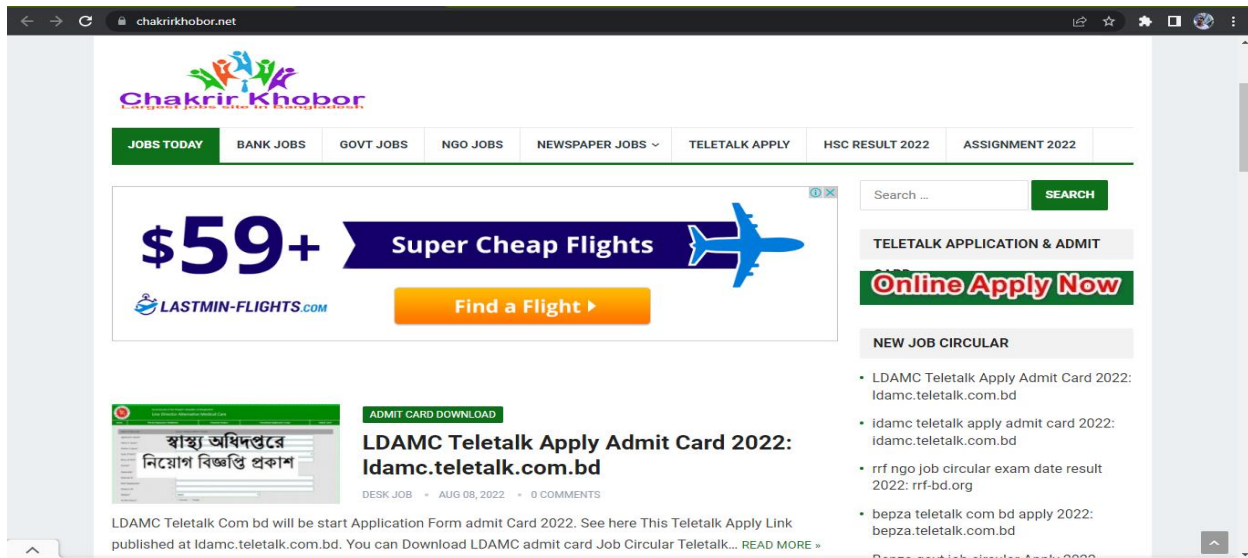 chakrirkhobor.net
Chakrir Khobor
Largest jobs site in Bangladesh
JOBS TODAY
BANK JOBS
GOVT JOBS
NGO JOBS
NEWSPAPER JOBS
TELETALK APPLY
HSC RESULT 2022
ASSIGNMENT 2022
$59+
Super Cheap Flights
LASTMIN-FLIGHTS.COM
Find a Flight
ADMIT CARD DOWNLOAD
স্বাস্থ্য অধিদপ্তরে
নিয়োগ বিজ্ঞপ্তি প্রকাশ
LDAMC Teletalk Apply Admit Card 2022:
ldamc.teletalk.com.bd
DESK JOB • AUG 08, 2022 • 0 COMMENTS
LDAMC Teletalk Com bd will be start Application Form admit Card 2022. See here This Teletalk Apply Link
published at ldamc.teletalk.com.bd. You can Download LDAMC admit card Job Circular Teletalk... READ MORE »
Search ...
SEARCH
TELETALK APPLICATION & ADMIT
Online Apply Now
NEW JOB CIRCULAR
• LDAMC Teletalk Apply Admit Card 2022:
ldamc.teletalk.com.bd
• idamc teletalk apply admit card 2022:
idamc.teletalk.com.bd
• rrf ngo job circular exam date result
2022: rrf-bd.org
• bepza teletalk com bd apply 2022:
bepza.teletalk.com.bd